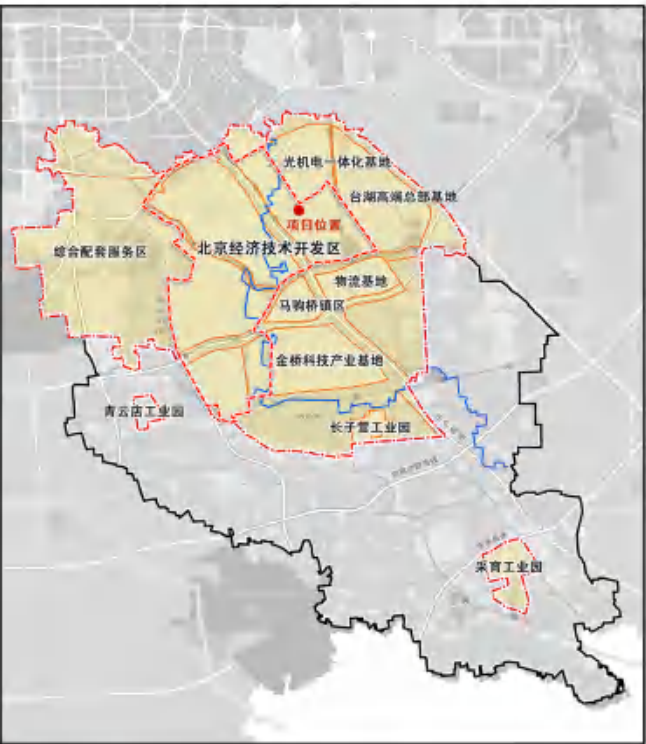 光机电一体化基地
台湖高端总部基地
项目位置
综合配套服务区
北京经济技术开发区
物流基地
马驹桥镇区
金桥科技产业基地
青云店工业园
长子营工业园
采育工业园